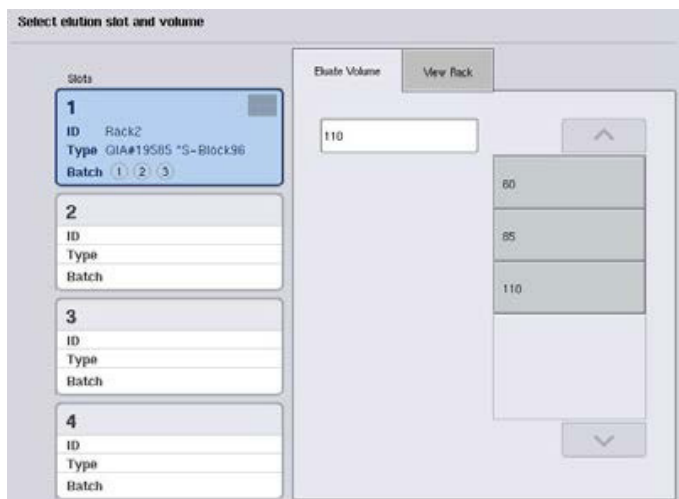 Select elution slot and volume
Slots
1
ID Rack2
Type QIA#19585 *S-Block96
Batch 1 2 3
2
ID
Type
Batch
3
ID
Type
Batch
4
ID
Type
Batch
Eluate Volume
View Rack
110
60
85
110